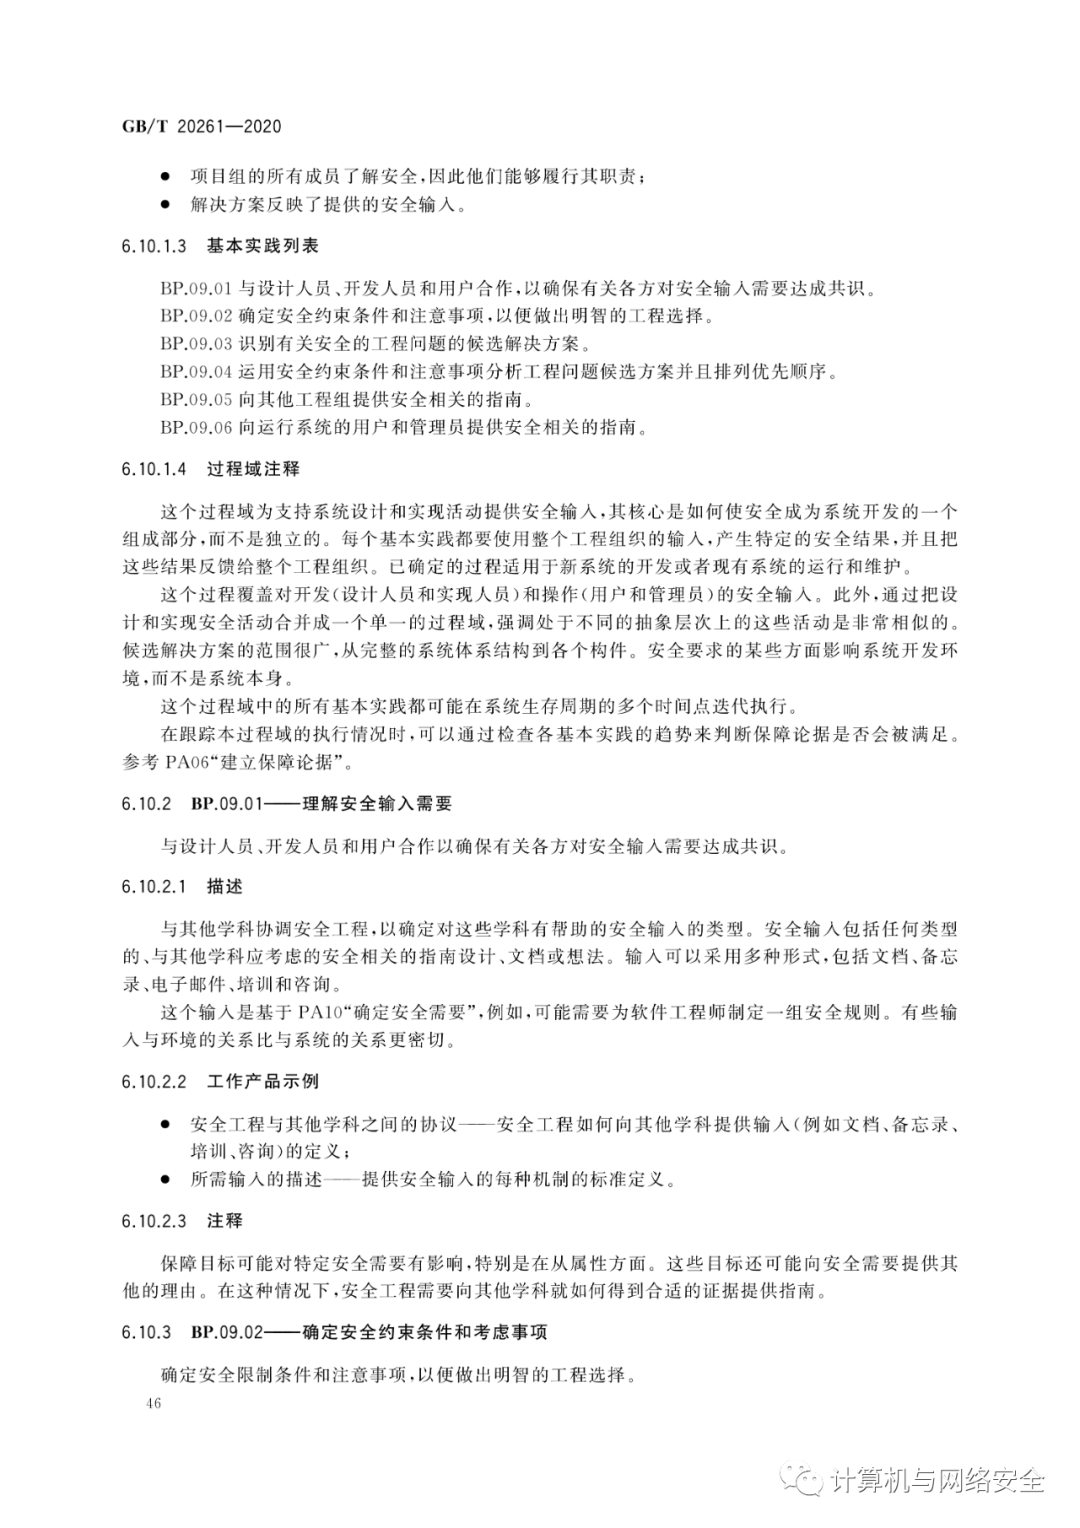 GB/T 20261—2020
● 项目组的所有成员了解安全,因此他们能够履行其职责;
● 解决方案反映了提供的安全输入。
6.10.1.3 基本实践列表
BP.09.01 与设计人员、开发人员和用户合作,以确保有关各方对安全输入需要达成共识。
BP.09.02 确定安全约束条件和注意事项,以便做出明智的工程选择。
BP.09.03 识别有关安全的工程问题的候选解决方案。
BP.09.04 运用安全约束条件和注意事项分析工程问题候选方案并且排列优先顺序。
BP.09.05 向其他工程组提供安全相关的指南。
BP.09.06 向运行系统的用户和管理员提供安全相关的指南。
6.10.1.4 过程域注释
这个过程域为支持系统设计和实现活动提供安全输入,其核心是如何使安全成为系统开发的一个
组成部分,而不是独立的。每个基本实践都要使用整个工程组织的输入,产生特定的安全结果,并且把
这些结果反馈给整个工程组织。已确定的过程适用于新系统的开发或者现有系统的运行和维护。
这个过程覆盖对开发(设计人员和实现人员)和操作(用户和管理员)的安全输入。此外,通过把设
计和实现安全活动合并成一个单一的过程域,强调处于不同的抽象层次上的这些活动是非常相似的。
候选解决方案的范围很广,从完整的系统体系结构到各个构件。安全要求的某些方面影响系统开发环
境,而不是系统本身。
这个过程域中的所有基本实践都可能在系统生存周期的多个时间点迭代执行。
在跟踪本过程域的执行情况时,可以通过检查各基本实践的趋势来判断保障论据是否会被满足。
参考 PA06“建立保障论据”。
6.10.2 BP.09.01——理解安全输入需要
与设计人员、开发人员和用户合作以确保有关各方对安全输入需要达成共识。
6.10.2.1 描述
与其他学科协调安全工程,以确定对这些学科有帮助的安全输入的类型。安全输入包括任何类型
的、与其他学科应考虑的安全相关的指南设计、文档或想法。输入可以采用多种形式,包括文档、备忘
录、电子邮件、培训和咨询。
这个输入是基于 PA10“确定安全需要”,例如,可能需要为软件工程师制定一组安全规则。有些输
入与环境的关系比与系统的关系更密切。
6.10.2.2 工作产品示例
● 安全工程与其他学科之间的协议——安全工程如何向其他学科提供输入(例如文档、备忘录、
培训、咨询)的定义;
● 所需输入的描述——提供安全输入的每种机制的标准定义。
6.10.2.3 注释
保障目标可能对特定安全需要有影响,特别是在从属性方面。这些目标还可能向安全需要提供其
他的理由。在这种情况下,安全工程需要向其他学科就如何得到合适的证据提供指南。
6.10.3 BP.09.02——确定安全约束条件和考虑事项
确定安全限制条件和注意事项,以便做出明智的工程选择。
46
计算机与网络安全